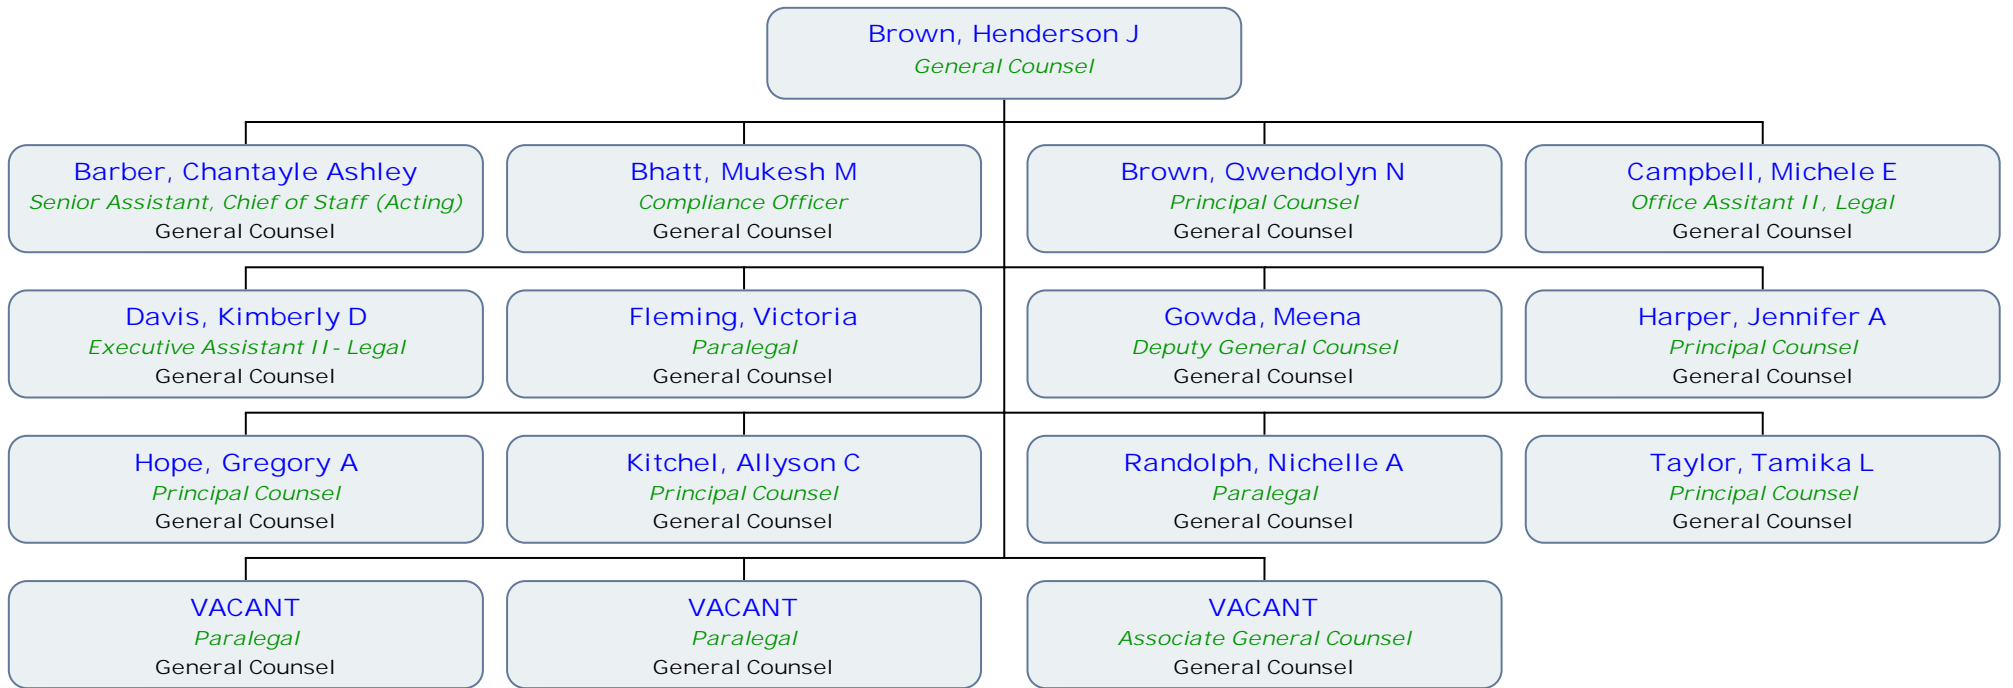 Brown, Henderson J
General Counsel
Barber, Chantayle Ashley
Senior Assistant, Chief of Staff (Acting)
General Counsel
Bhatt, Mukesh M
Compliance Officer
General Counsel
Brown, Qwendolyn N
Principal Counsel
General Counsel
Campbell, Michele E
Office Assitant II, Legal
General Counsel
Davis, Kimberly D
Executive Assistant II- Legal
General Counsel
Fleming, Victoria
Paralegal
General Counsel
Gowda, Meena
Deputy General Counsel
General Counsel
Harper, Jennifer A
Principal Counsel
General Counsel
Hope, Gregory A
Principal Counsel
General Counsel
Kitchel, Allyson C
Principal Counsel
General Counsel
Randolph, Nichelle A
Paralegal
General Counsel
Taylor, Tamika L
Principal Counsel
General Counsel
VACANT
Paralegal
General Counsel
VACANT
Paralegal
General Counsel
VACANT
Associate General Counsel
General Counsel